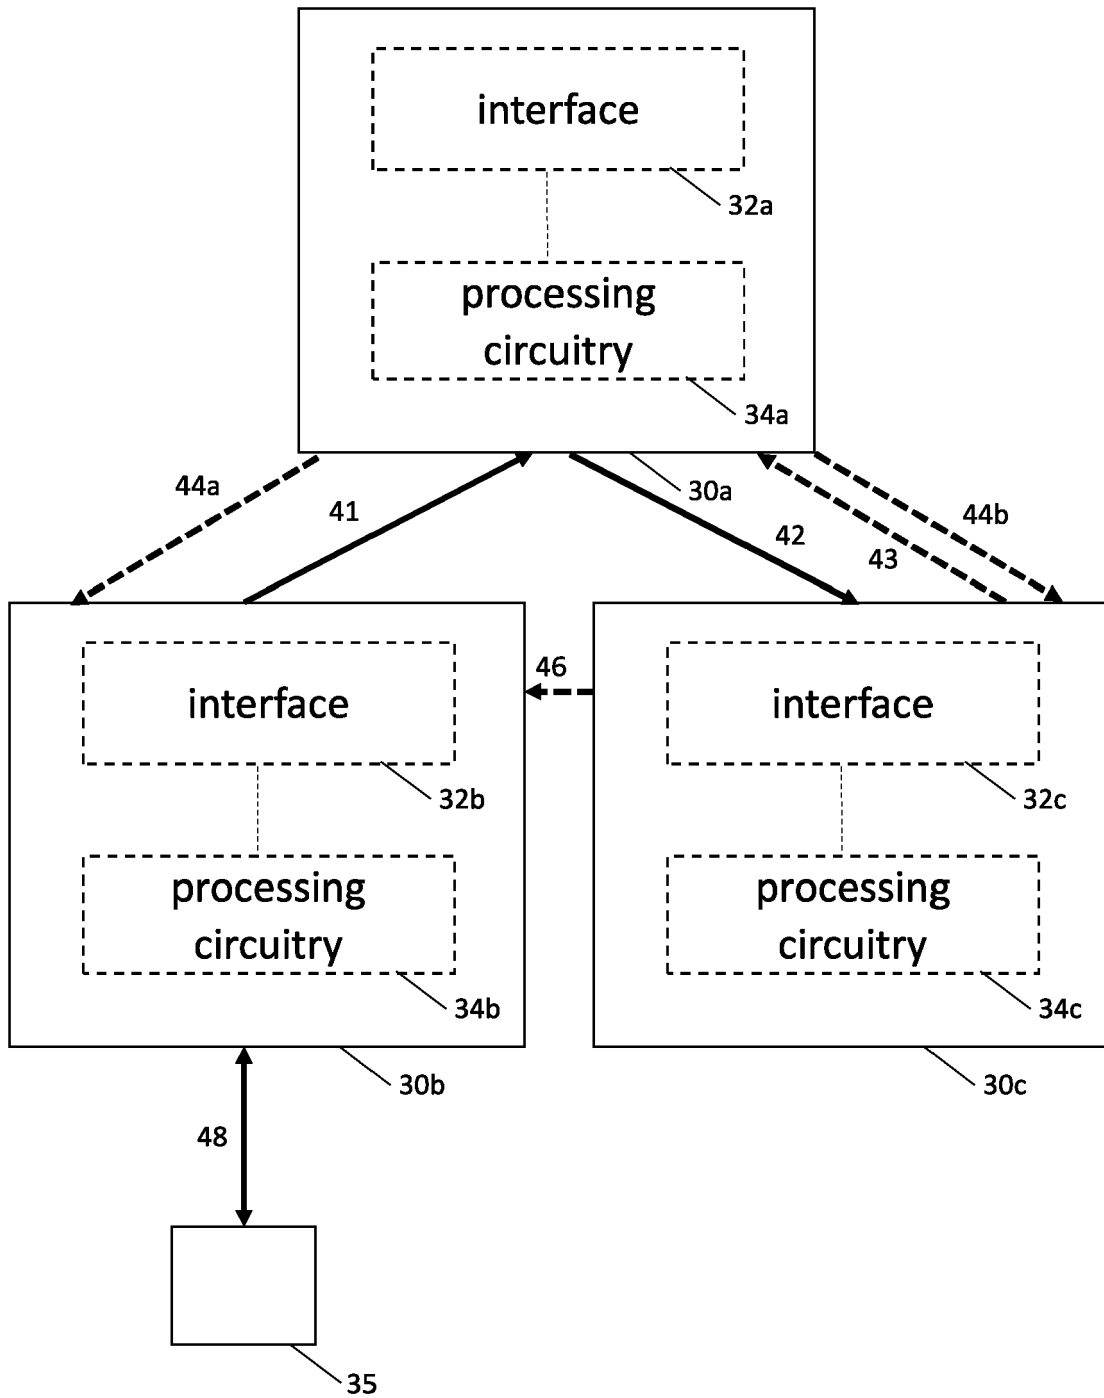 interface
32a
processing
circuitry
34a
30a
44a
41
42
43
44b
46
interface
32b
processing
circuitry
34b
30b
interface
32c
processing
circuitry
34c
30c
48
35